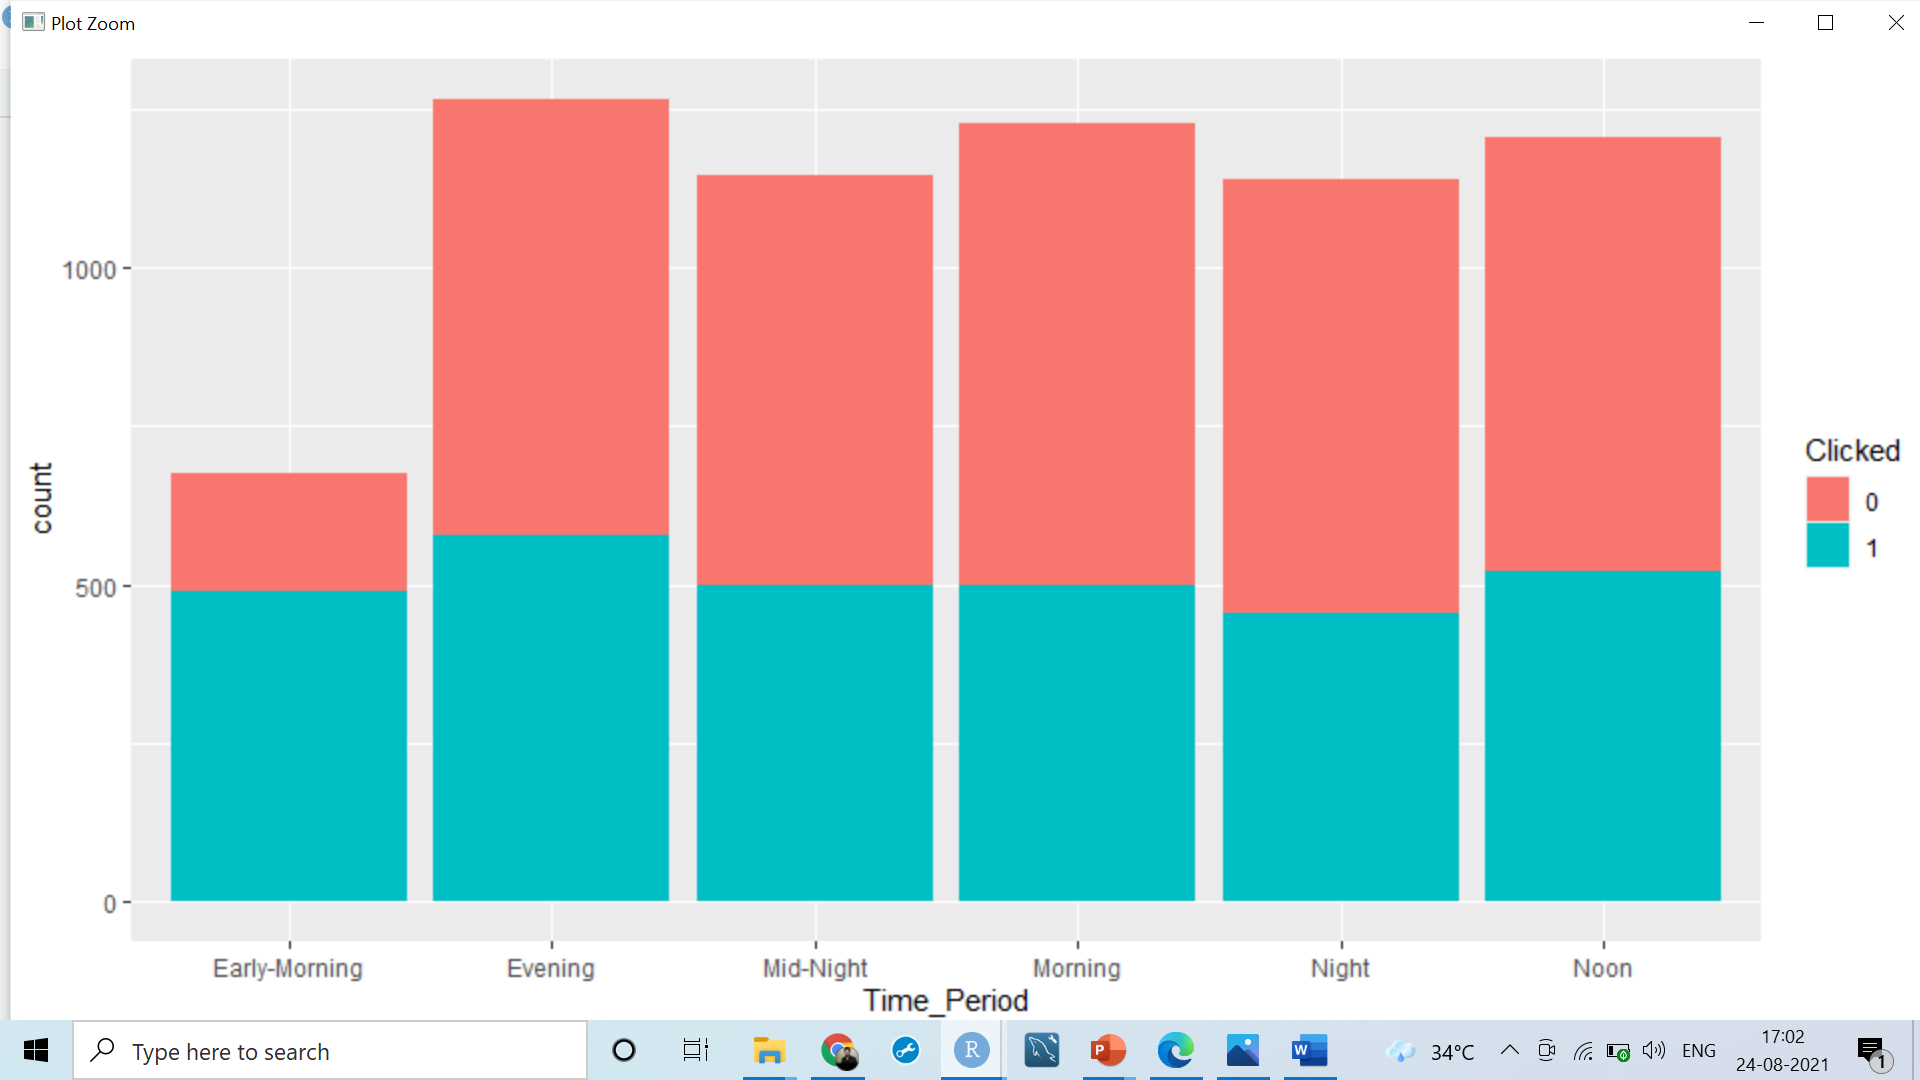 Plot Zoom
1000
500
0
count
Early-Morning Evening Mid-Night Morning Night Noon
Time_Period
Clicked
0
1
Type here to search
R
P
W
34°C
ENG
17:02
24-08-2021
1